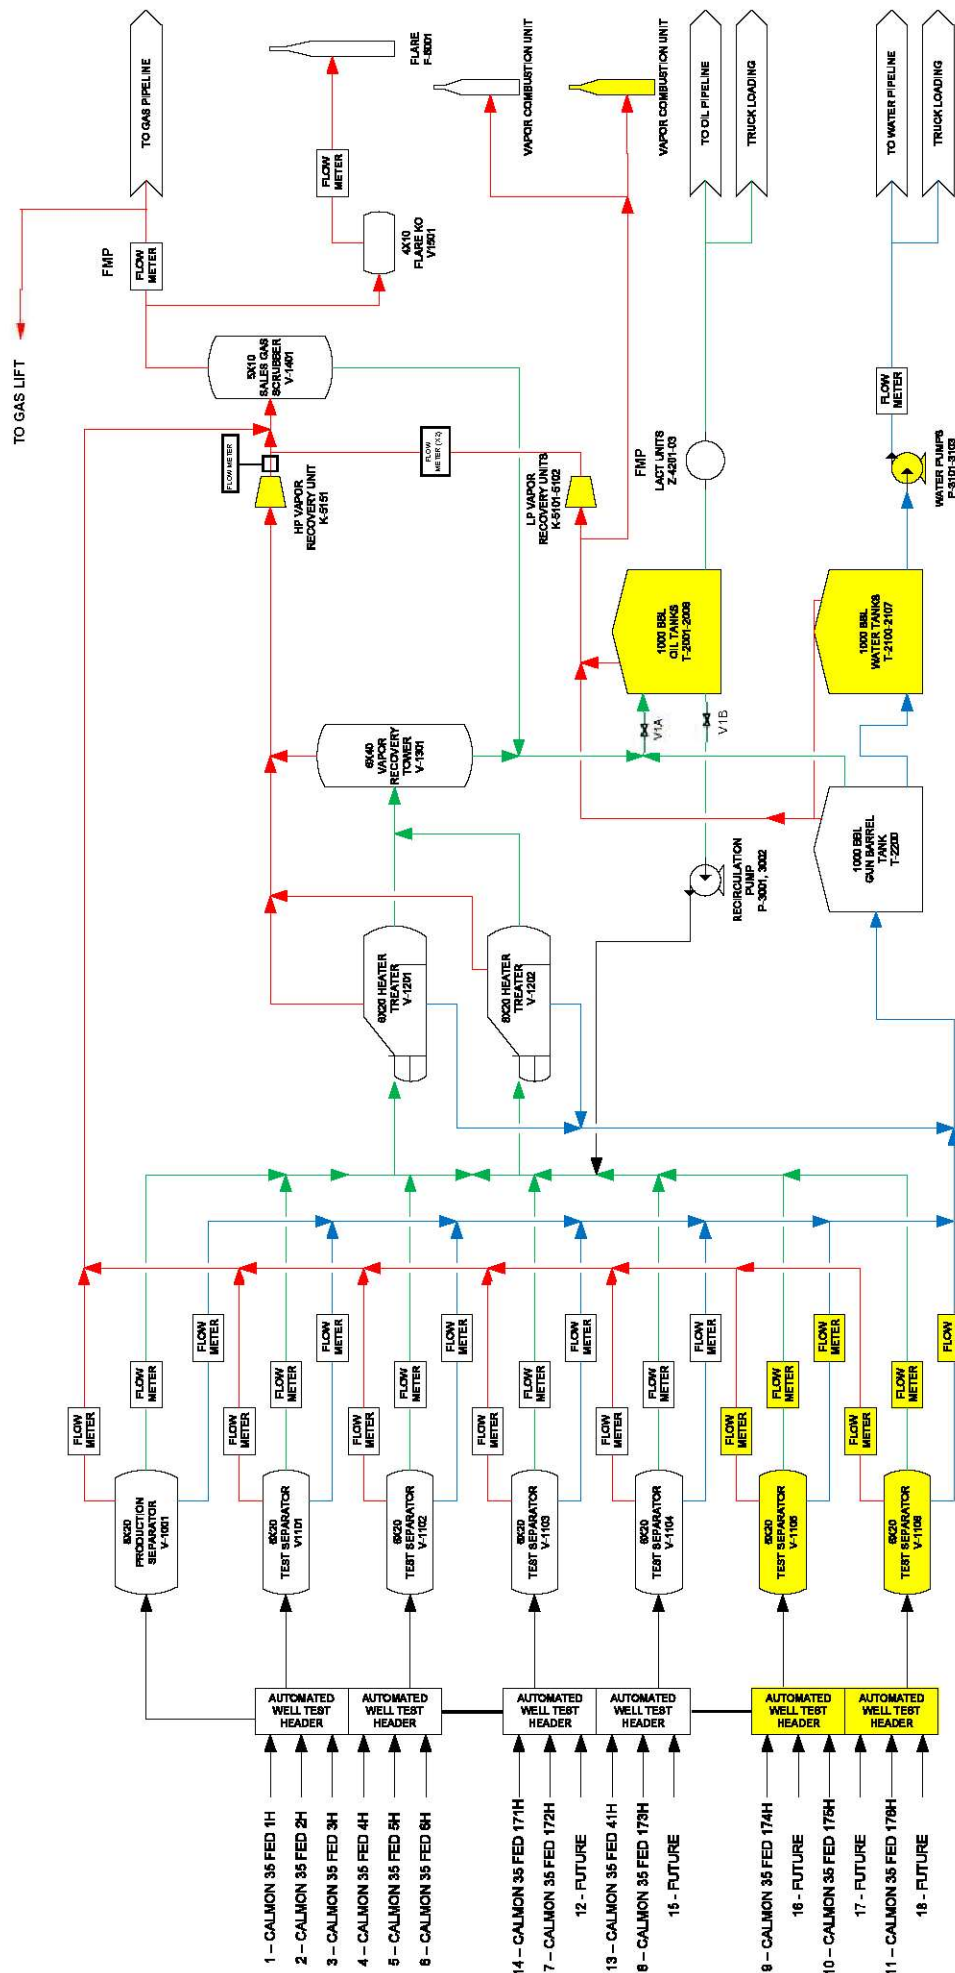 TO GAS PIPELINE
FLARE
F-5001
VAPOR COMBUSTION UNIT
VAPOR COMBUSTION UNIT
TO OIL PIPELINE
TRUCK LOADING
TO WATER PIPELINE
TRUCK LOADING
FLOW
METER
FMP
FLOW
METER
4X10
FLARE KO
V1501
TO GAS LIFT
5X10
SALES GAS
SCRUBBER
V-1401
FLOW METER
FLOW
METER (X2)
HP VAPOR
RECOVERY UNIT
K-5151
LP VAPOR
RECOVERY UNITS
K-5101-5102
FMP
LACT UNITS
Z-4201-03
FLOW
METER
WATER PUMPS
P-3101-3103
1000 BBL
OIL TANKS
T-2001-2008
1000 BBL
WATER TANKS
T-2100-2107
V1A
V1B
6X40
VAPOR
RECOVERY
TOWER
V-1301
1000 BBL
GUN BARREL
TANK
T-2200
RECIRCULATION
PUMP
P-3001, 3002
6X20 HEATER
TREATER
V-1201
8X20 HEATER
TREATER
V-1202
FLOW
METER
FLOW
METER
FLOW
METER
FLOW
METER
FLOW
METER
FLOW
METER
FLOW
METER
FLOW
METER
FLOW
METER
FLOW
METER
FLOW
METER
FLOW
METER
FLOW
METER
FLOW
METER
FLOW
METER
FLOW
METER
FLOW
METER
FLOW
METER
FLOW
METER
FLOW
METER
FLOW
PRODUCTION
SEPARATOR
V-1001
6X20
TEST SEPARATOR
V1101
6X20
TEST SEPARATOR
V-1102
6X20
TEST SEPARATOR
V-1103
6X20
TEST SEPARATOR
V-1104
6X20
TEST SEPARATOR
V-1105
6X20
TEST SEPARATOR
V-1106
AUTOMATED
WELL TEST
HEADER
AUTOMATED
WELL TEST
HEADER
AUTOMATED
WELL TEST
HEADER
AUTOMATED
WELL TEST
HEADER
AUTOMATED
WELL TEST
HEADER
AUTOMATED
WELL TEST
HEADER
1 – CALMON 35 FED 1H
2 – CALMON 35 FED 2H
3 – CALMON 35 FED 3H
4 – CALMON 35 FED 4H
5 – CALMON 35 FED 5H
6 – CALMON 35 FED 6H
14 – CALMON 35 FED 171H
7 – CALMON 35 FED 172H
12 – FUTURE
13 – CALMON 35 FED 41H
8 – CALMON 35 FED 173H
15 – FUTURE
9 – CALMON 35 FED 174H
16 – FUTURE
10 – CALMON 35 FED 175H
17 – FUTURE
11 – CALMON 35 FED 176H
18 – FUTURE